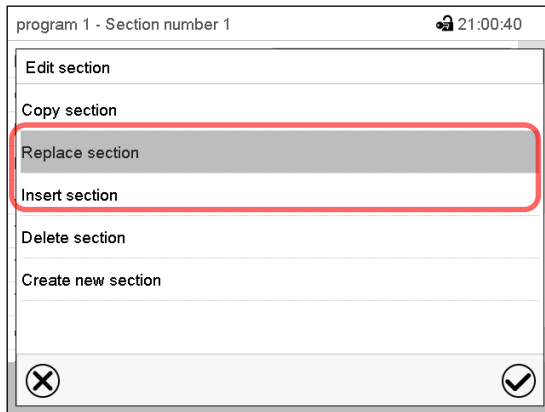 program 1 - Section number 1 21:00:40
Edit section
Copy section
Replace section
Insert section
Delete section
Create new section